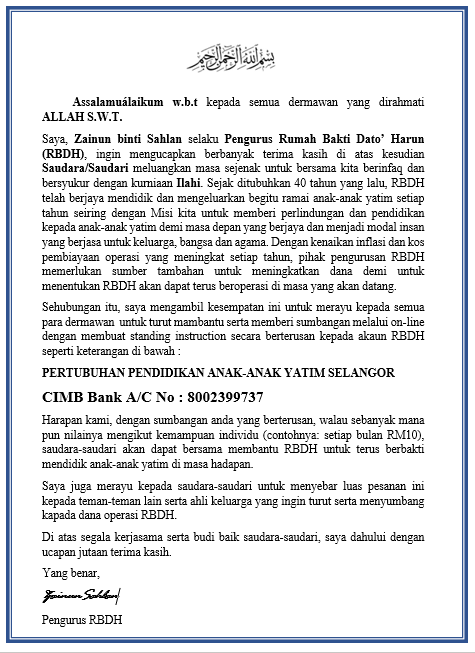 بسم الله الرحمن الرحيم
Assalamuálaikum w.b.t kepada semua dermawan yang dirahmati
ALLAH S.W.T.
Saya, Zainun binti Sahlan selaku Pengurus Rumah Bakti Dato’ Harun
(RBDH), ingin mengucapkan berbanyak terima kasih di atas kesudian
Saudara/Saudari meluangkan masa sejenak untuk bersama kita berinfaq dan
bersyukur dengan kurniaan Ilahi. Sejak ditubuhkan 40 tahun yang lalu, RBDH
telah berjaya mendidik dan mengeluarkan begitu ramai anak-anak yatim setiap
tahun seiring dengan Misi kita untuk memberi perlindungan dan pendidikan
kepada anak-anak yatim demi masa depan yang berjaya dan menjadi modal insan
yang berjasa untuk keluarga, bangsa dan agama. Dengan kenaikan inflasi dan kos
pembiayaan operasi yang meningkat setiap tahun, pihak pengurusan RBDH
memerlukan sumber tambahan untuk meningkatkan dana demi untuk
menentukan RBDH akan dapat terus beroperasi di masa yang akan datang.
Sehubungan itu, saya mengambil kesempatan ini untuk merayu kepada semua
para dermawan untuk turut mambantu serta memberi sumbangan melalui on-line
dengan membuat standing instruction secara berterusan kepada akaun RBDH
seperti keterangan di bawah :
PERTUBUHAN PENDIDIKAN ANAK-ANAK YATIM SELANGOR
CIMB Bank A/C No : 8002399737
Harapan kami, dengan sumbangan anda yang berterusan, walau sebanyak mana
pun nilainya mengikut kemampuan individu (contohnya: setiap bulan RM10),
saudara-saudari akan dapat bersama membantu RBDH untuk terus berbakti
mendidik anak-anak yatim di masa hadapan.
Saya juga merayu kepada saudara-saudari untuk menyebar luas pesanan ini
kepada teman-teman lain serta ahli keluarga yang ingin turut serta menyumbang
kapada dana operasi RBDH.
Di atas segala kerjasama serta budi baik saudara-saudari, saya dahului dengan
ucapan jutaan terima kasih.
Yang benar,
Zainun Sahlan
Pengurus RBDH